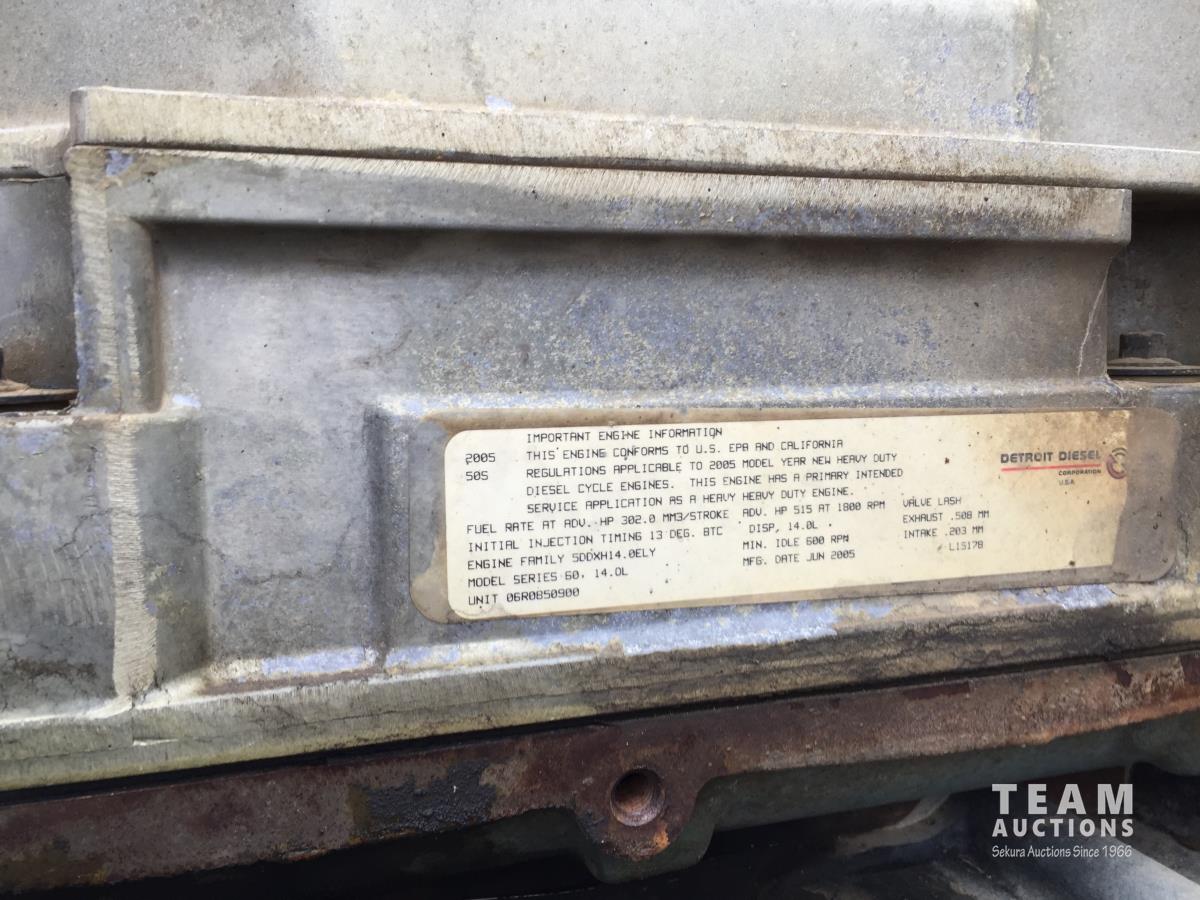 IMPORTANT ENGINE INFORMATION
2005 THIS ENGINE CONFORMS TO U.S. EPA AND CALIFORNIA
50S REGULATIONS APPLICABLE TO 2005 MODEL YEAR NEW HEAVY DUTY
DIESEL CYCLE ENGINES. THIS ENGINE HAS A PRIMARY INTENDED
SERVICE APPLICATION AS A HEAVY HEAVY DUTY ENGINE.
FUEL RATE AT ADV. HP 302.0 MM3/STROKE ADV. HP 515 AT 1800 RPM VALVE LASH
INITIAL INJECTION TIMING 13 DEG. BTC DISP. 14.0L EXHAUST .508 MM
ENGINE FAMILY 5DDXH14.0ELY MIN. IDLE 600 RPM INTAKE .203 MM
MODEL SERIES 60, 14.0L MFG. DATE JUN 2005 L15178
UNIT 06R0850900
DETROIT DIESEL
CORPORATION
USA
TEAM
AUCTIONS
Sekura Auctions Since 1966